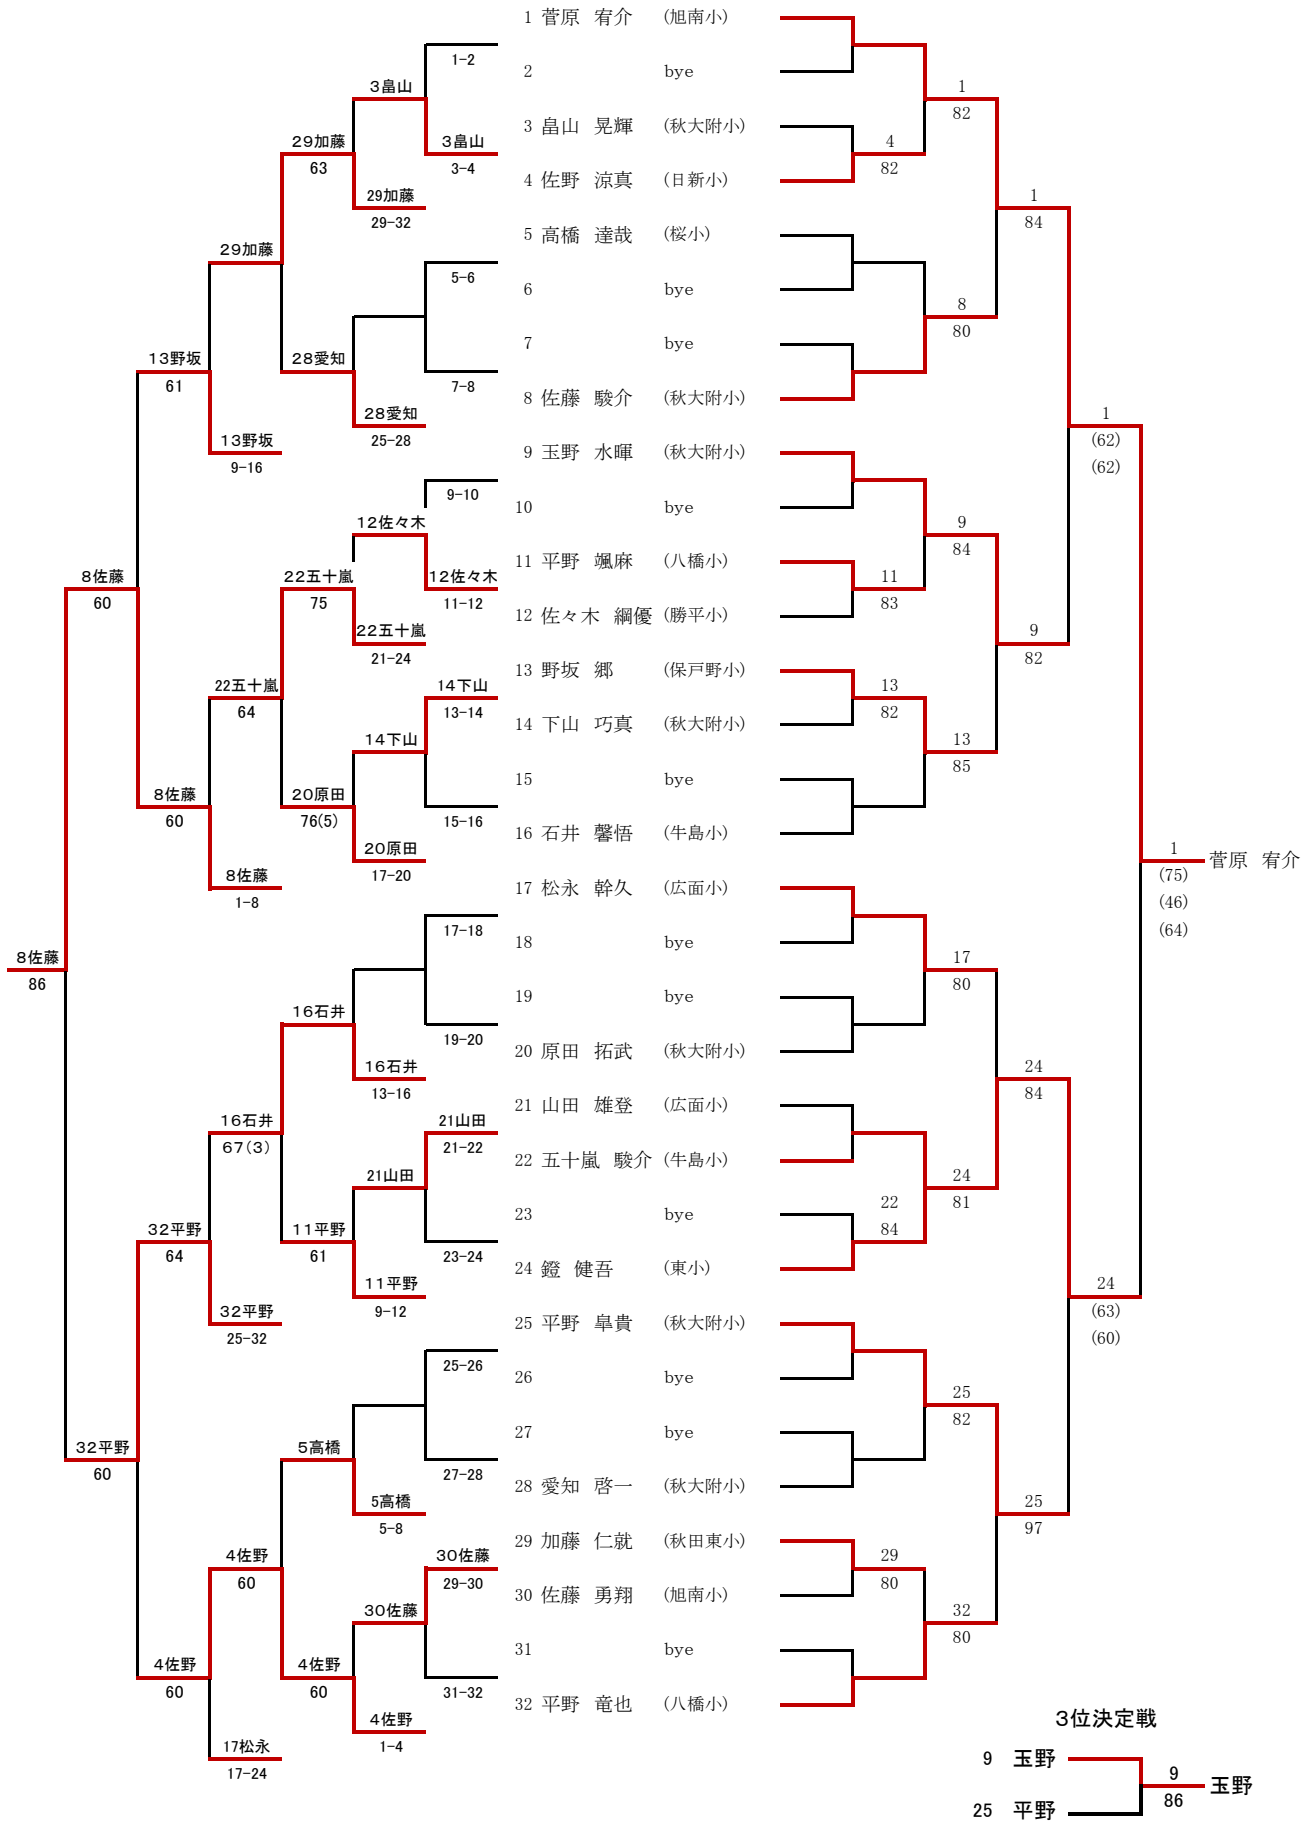 1 菅原 宥介 (旭南小)
1-2
2 bye
3畠山
1
82
3 畠山 晃輝 (秋大附小)
29加藤
3畠山
4
63
3-4
82
4 佐野 涼真 (日新小)
29加藤
1
29-32
84
5 高橋 達哉 (桜小)
29加藤
5-6
6 bye
8
80
7 bye
13野坂
28愛知
61
7-8
8 佐藤 駿介 (秋大附小)
28愛知
1
13野坂
25-28
(62)
9 玉野 水暉 (秋大附小)
9-16
(62)
9-10
10 bye
12佐々木
9
84
11 平野 颯麻 (八橋小)
8佐藤
22五十嵐
12佐々木
11
60
75
11-12
83
12 佐々木 綱優 (勝平小)
22五十嵐
9
21-24
82
13 野坂 郷 (保戸野小)
22五十嵐
14下山
13
64
13-14
82
14 下山 巧真 (秋大附小)
14下山
13
85
15 bye
8佐藤
20原田
60
76(5)
15-16
16 石井 馨悟 (牛島小)
20原田
1
菅原 宥介
8佐藤
17-20
(75)
17 松永 幹久 (広面小)
1-8
(46)
17-18
(64)
18 bye
8佐藤
17
86
80
19 bye
16石井
19-20
20 原田 拓武 (秋大附小)
16石井
24
13-16
84
21 山田 雄登 (広面小)
16石井
21山田
67(3)
21-22
22 五十嵐 駿介 (牛島小)
21山田
24
22
81
23 bye
32平野
11平野
84
64
61
23-24
24 鐙 健吾 (東小)
11平野
24
32平野
9-12
(63)
25 平野 皐貴 (秋大附小)
25-32
(60)
25-26
26 bye
25
82
27 bye
32平野
5高橋
60
27-28
28 愛知 啓一 (秋大附小)
5高橋
25
5-8
97
29 加藤 仁就 (秋田東小)
4佐野
30佐藤
29
60
29-30
80
30 佐藤 勇翔 (旭南小)
30佐藤
32
80
31 bye
4佐野
4佐野
60
60
31-32
32 平野 竜也 (八橋小)
4佐野
1-4
17松永
17-24
3位決定戦
9 玉野
9
玉野
86
25 平野